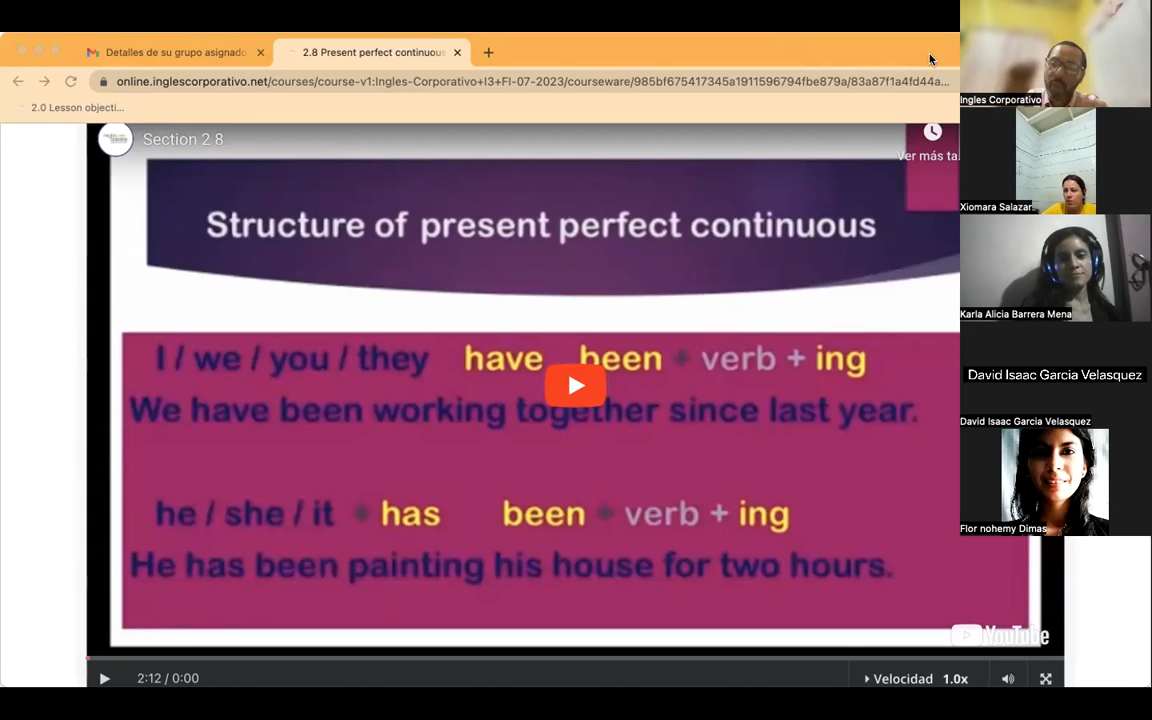 Detalles de su grupo asignado
2.8 Present perfect continuous
online.inglescorporativo.net/courses/course-v1:Ingles-Corporativo+I3+FI-07-2023/courseware/985bf675417345a1911596794fbe879a/83a87f1a4fd44a...
2.0 Lesson objecti...
Section 2 8
Ver más ta.
Structure of present perfect continuous
I / we / you / they have been + verb + ing
We have been working together since last year.
he / she / it + has been + verb + ing
He has been painting his house for two hours.
YouTube
2:12 / 0:00
Velocidad 1.0x
Ingles Corporativo
Xiomara Salazar
Karla Alicia Barrera Mena
David Isaac Garcia Velasquez
David Isaac Garcia Velasquez
Flor nohemy Dimas